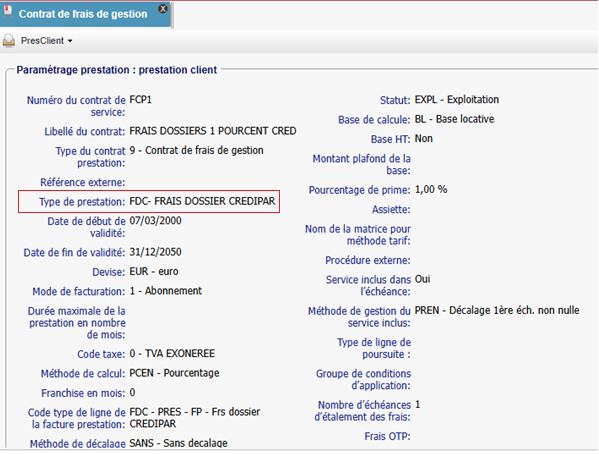 Contrat de frais de gestion
PresClient
Paramètrage prestation : prestation client
Numéro du contrat de service: FCP1
Libellé du contrat: FRAIS DOSSIERS 1 POURCENT CRED
Type du contrat prestation: 9 - Contrat de frais de gestion
Référence externe:
Type de prestation: FDC- FRAIS DOSSIER CREDIPAR
Date de début de validité: 07/03/2000
Date de fin de validité: 31/12/2050
Devise: EUR - euro
Mode de facturation: 1 - Abonnement
Durée maximale de la prestation en nombre de mois:
Code taxe: 0 - TVA EXONEREE
Méthode de calcul: PCEN - Pourcentage
Franchise en mois: 0
Code type de ligne de la facture prestation: FDC - PRES - FP - Frs dossier CREDIPAR
Méthode de décalage SANS - Sans decalage
Statut: EXPL - Exploitation
Base de calcule: BL - Base locative
Base HT: Non
Montant plafond de la base:
Pourcentage de prime: 1,00 %
Assiette:
Nom de la matrice pour méthode tarif:
Procédure externe:
Service inclus dans l'échéance: Oui
Méthode de gestion du service inclus: PREN - Décalage 1ère éch. non nulle
Type de ligne de poursuite :
Groupe de conditions d'application:
Nombre d'échéances d'étalement des frais: 1
Frais OTP: